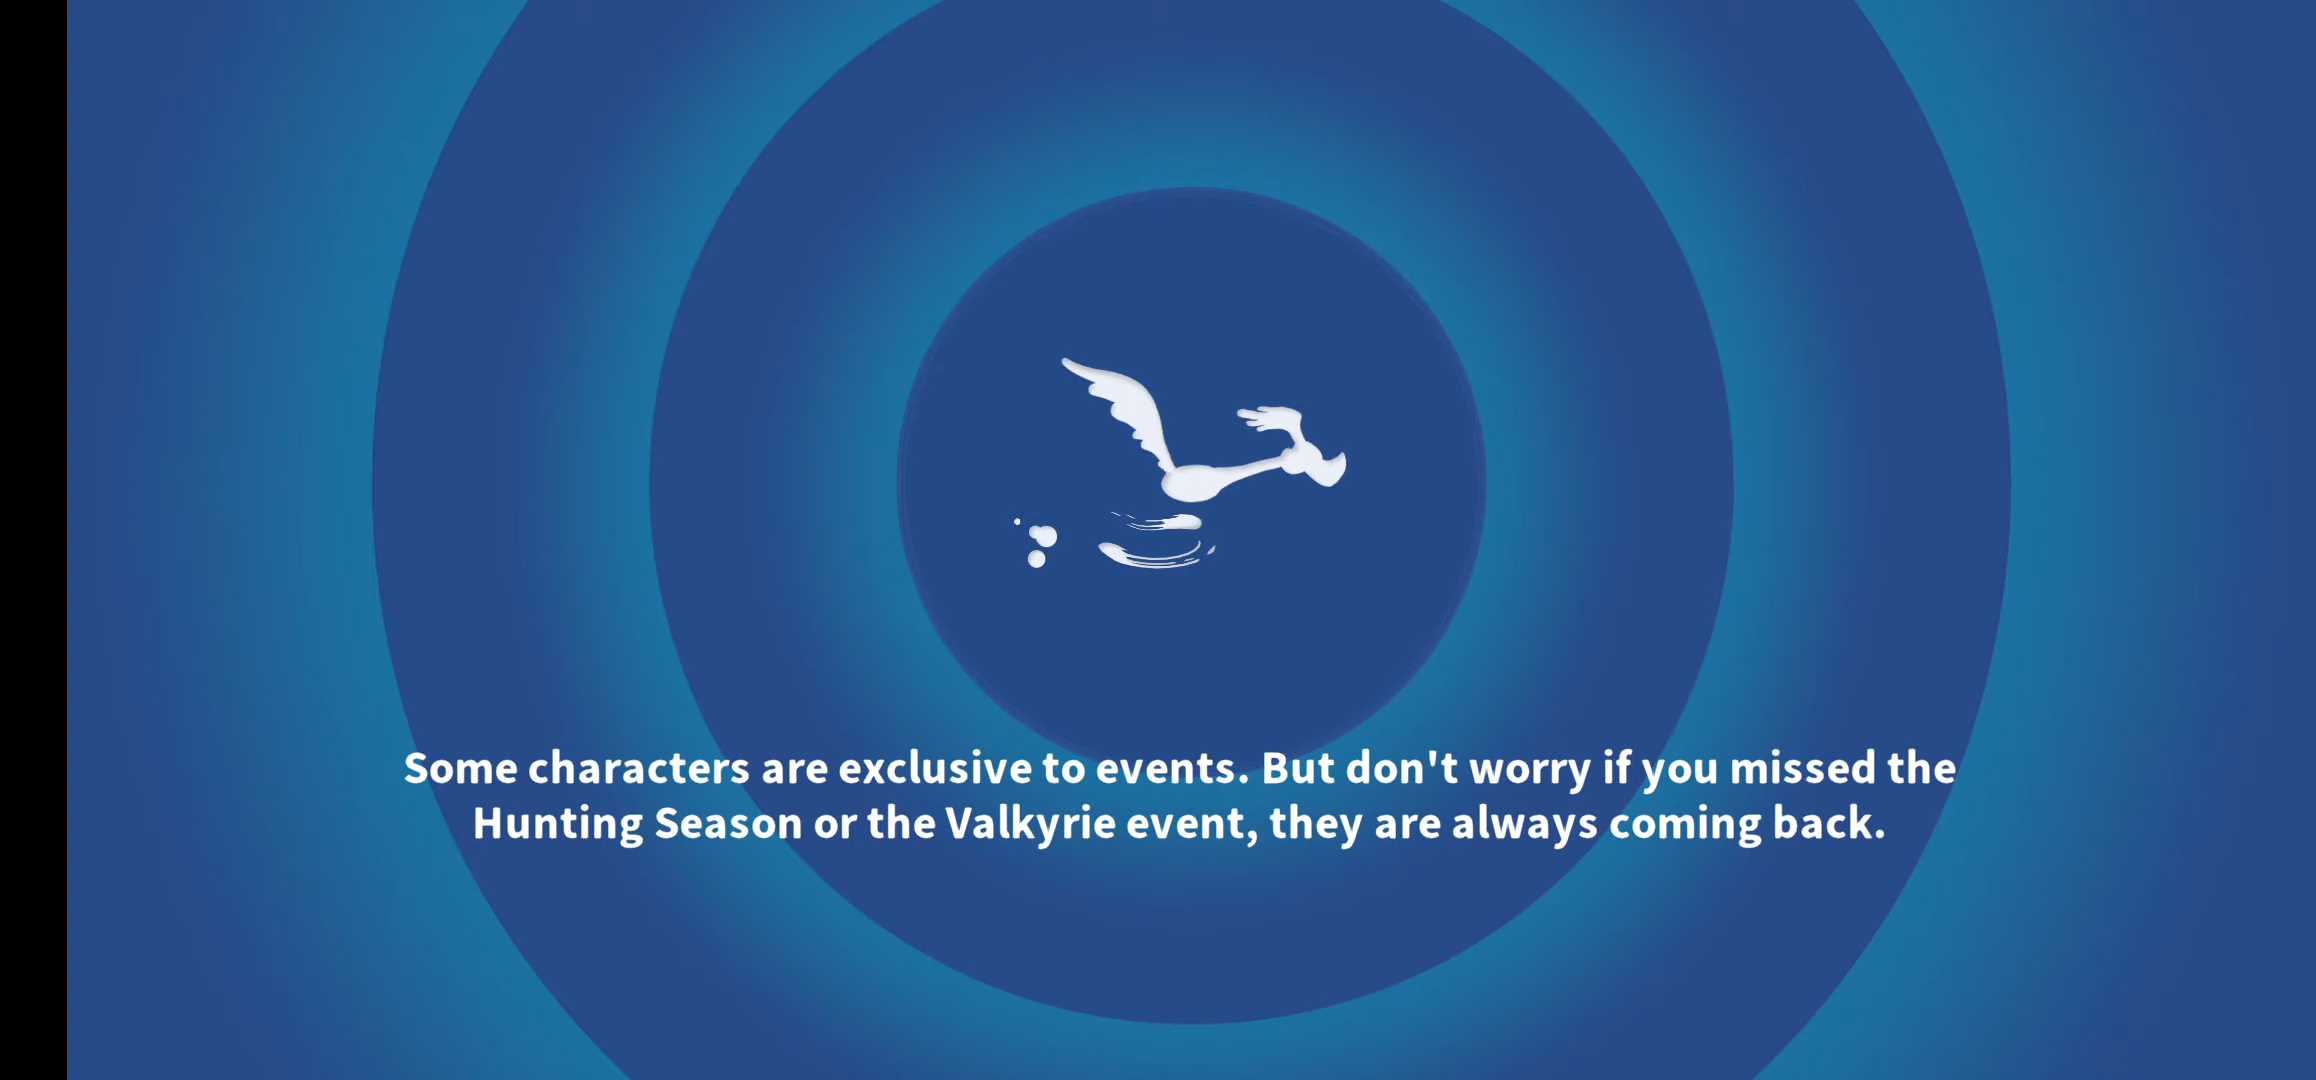 Some characters are exclusive to events. But don't worry if you missed the
Hunting Season or the Valkyrie event, they are always coming back.